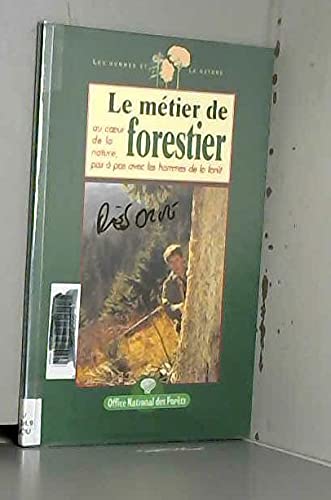 LES HOMMES ET LA NATURE
Le métier de
forestier
au cœur
de la
nature,
pas à pas avec les hommes de la forêt
Office National des Forêts